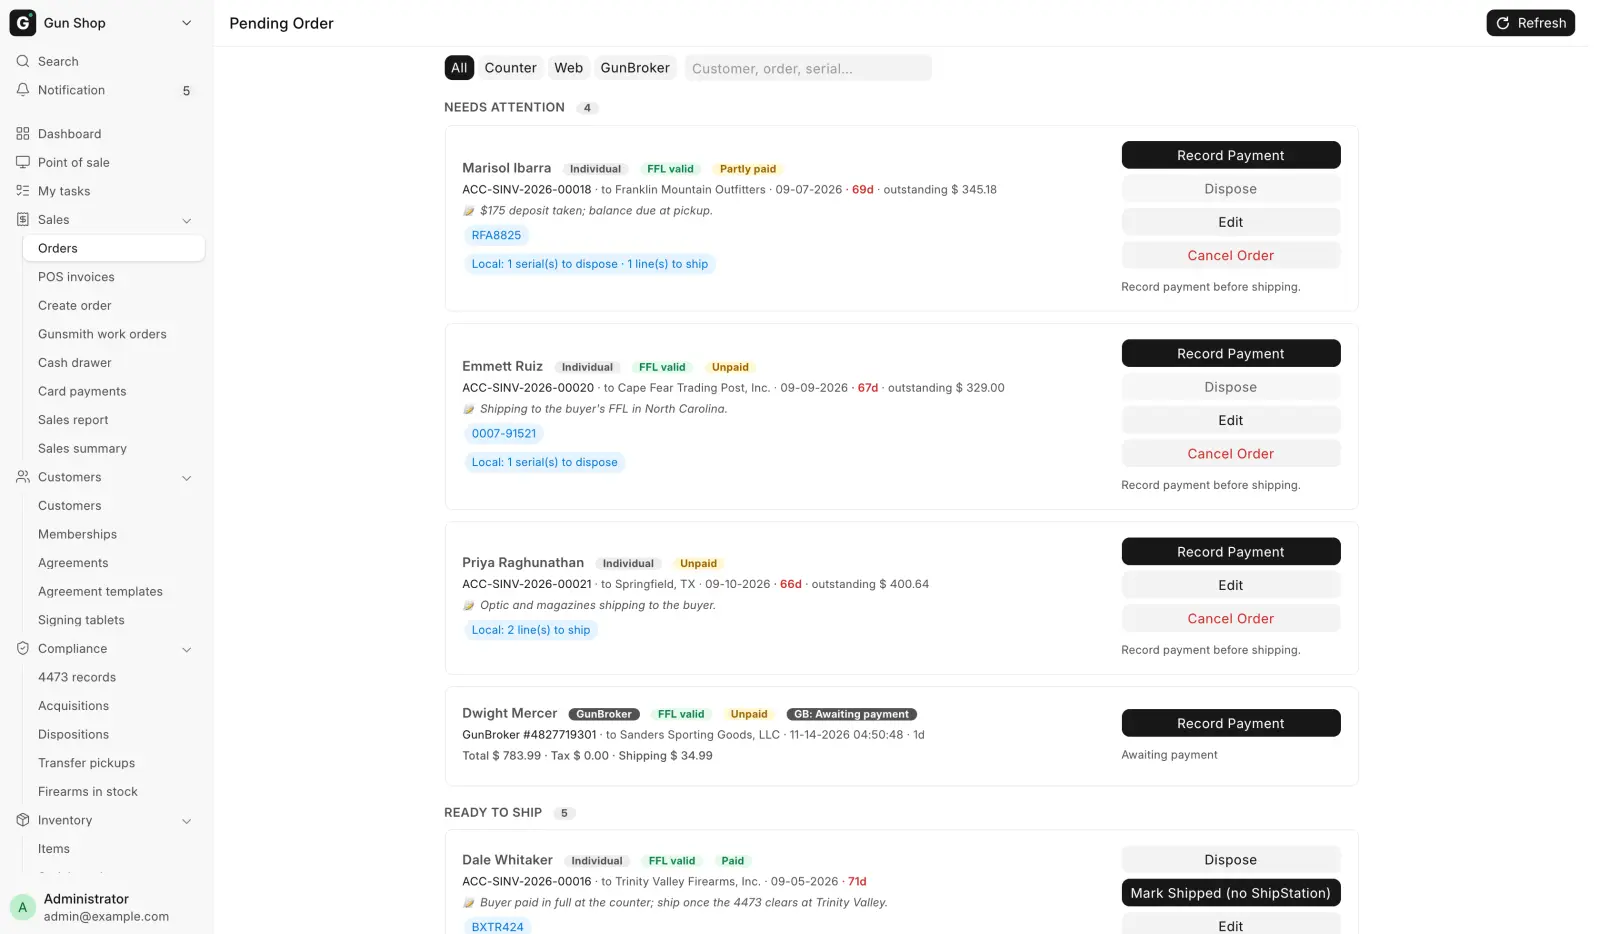 Gun Shop
Search
Notification 5
Dashboard
Point of sale
My tasks
Sales
Orders
POS invoices
Create order
Gunsmith work orders
Cash drawer
Card payments
Sales report
Sales summary
Customers
Customers
Memberships
Agreements
Agreement templates
Signing tablets
Compliance
4473 records
Acquisitions
Dispositions
Transfer pickups
Firearms in stock
Inventory
Items
A
Administrator
admin@example.com
Pending Order
Refresh
All Counter Web GunBroker Customer, order, serial...
NEEDS ATTENTION 4
Marisol Ibarra Individual FFL valid Partly paid
ACC-SINV-2026-00018 · to Franklin Mountain Outfitters · 09-07-2026 · 69d · outstanding $ 345.18
$175 deposit taken; balance due at pickup.
RFA8825
Local: 1 serial(s) to dispose · 1 line(s) to ship
Record Payment
Dispose
Edit
Cancel Order
Record payment before shipping.
Emmett Ruiz Individual FFL valid Unpaid
ACC-SINV-2026-00020 · to Cape Fear Trading Post, Inc. · 09-09-2026 · 67d · outstanding $ 329.00
Shipping to the buyer's FFL in North Carolina.
0007-91521
Local: 1 serial(s) to dispose
Record Payment
Dispose
Edit
Cancel Order
Record payment before shipping.
Priya Raghunathan Individual Unpaid
ACC-SINV-2026-00021 · to Springfield, TX · 09-10-2026 · 66d · outstanding $ 400.64
Optic and magazines shipping to the buyer.
Local: 2 line(s) to ship
Record Payment
Edit
Cancel Order
Record payment before shipping.
Dwight Mercer GunBroker FFL valid Unpaid GB: Awaiting payment
GunBroker #4827719301 · to Sanders Sporting Goods, LLC · 11-14-2026 04:50:48 · 1d
Total $ 783.99 · Tax $ 0.00 · Shipping $ 34.99
Record Payment
Awaiting payment
READY TO SHIP 5
Dale Whitaker Individual FFL valid Paid
ACC-SINV-2026-00016 · to Trinity Valley Firearms, Inc. · 09-05-2026 · 71d
Buyer paid in full at the counter; ship once the 4473 clears at Trinity Valley.
BXTR424
Dispose
Mark Shipped (no ShipStation)
Edit